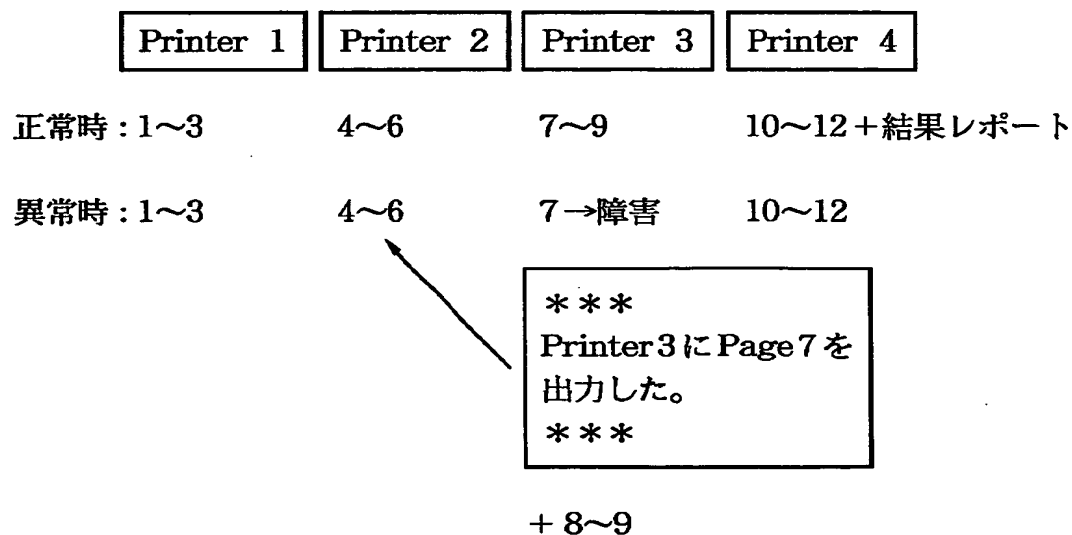 Printer 1 Printer 2 Printer 3 Printer 4
正常時：1～3 4～6 7～9 10～12＋結果レポート
異常時：1～3 4～6 7→障害 10～12
＊＊＊
Printer3にPage7を
出力した。
＊＊＊
＋8～9